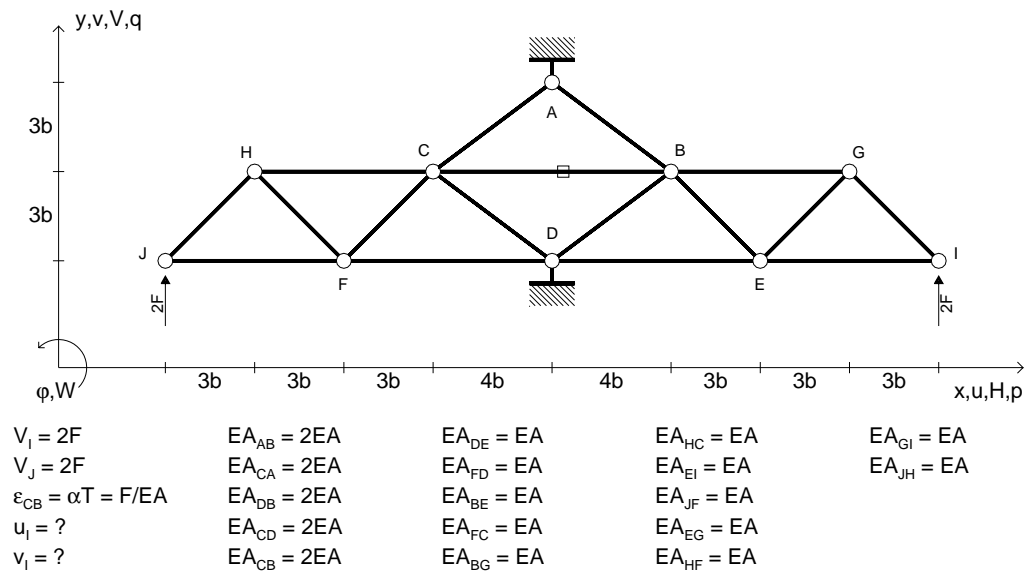 y,v,V,q
3b
3b
A
H
C
B
G
J
D
I
F
E
2F
2F
φ,W
3b
3b
3b
4b
4b
3b
3b
3b
x,u,H,p
V_I = 2F
V_J = 2F
ε_CB = αT = F/EA
u_I = ?
v_I = ?
EA_AB = 2EA
EA_CA = 2EA
EA_DB = 2EA
EA_CD = 2EA
EA_CB = 2EA
EA_DE = EA
EA_FD = EA
EA_BE = EA
EA_FC = EA
EA_BG = EA
EA_HC = EA
EA_EI = EA
EA_JF = EA
EA_EG = EA
EA_HF = EA
EA_GI = EA
EA_JH = EA